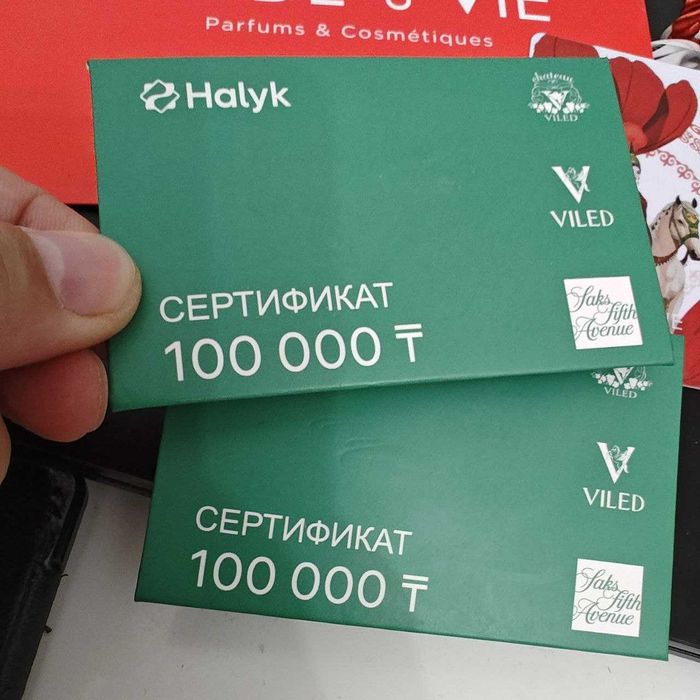 & VIE
Parfums & Cosmétiques
Halyk
chateau
VILED
VILED
СЕРТИФИКАТ
100 000 ₸
Saks
Fifth
Avenue
VILED
VILED
СЕРТИФИКАТ
100 000 ₸
Saks
Fifth
Avenue